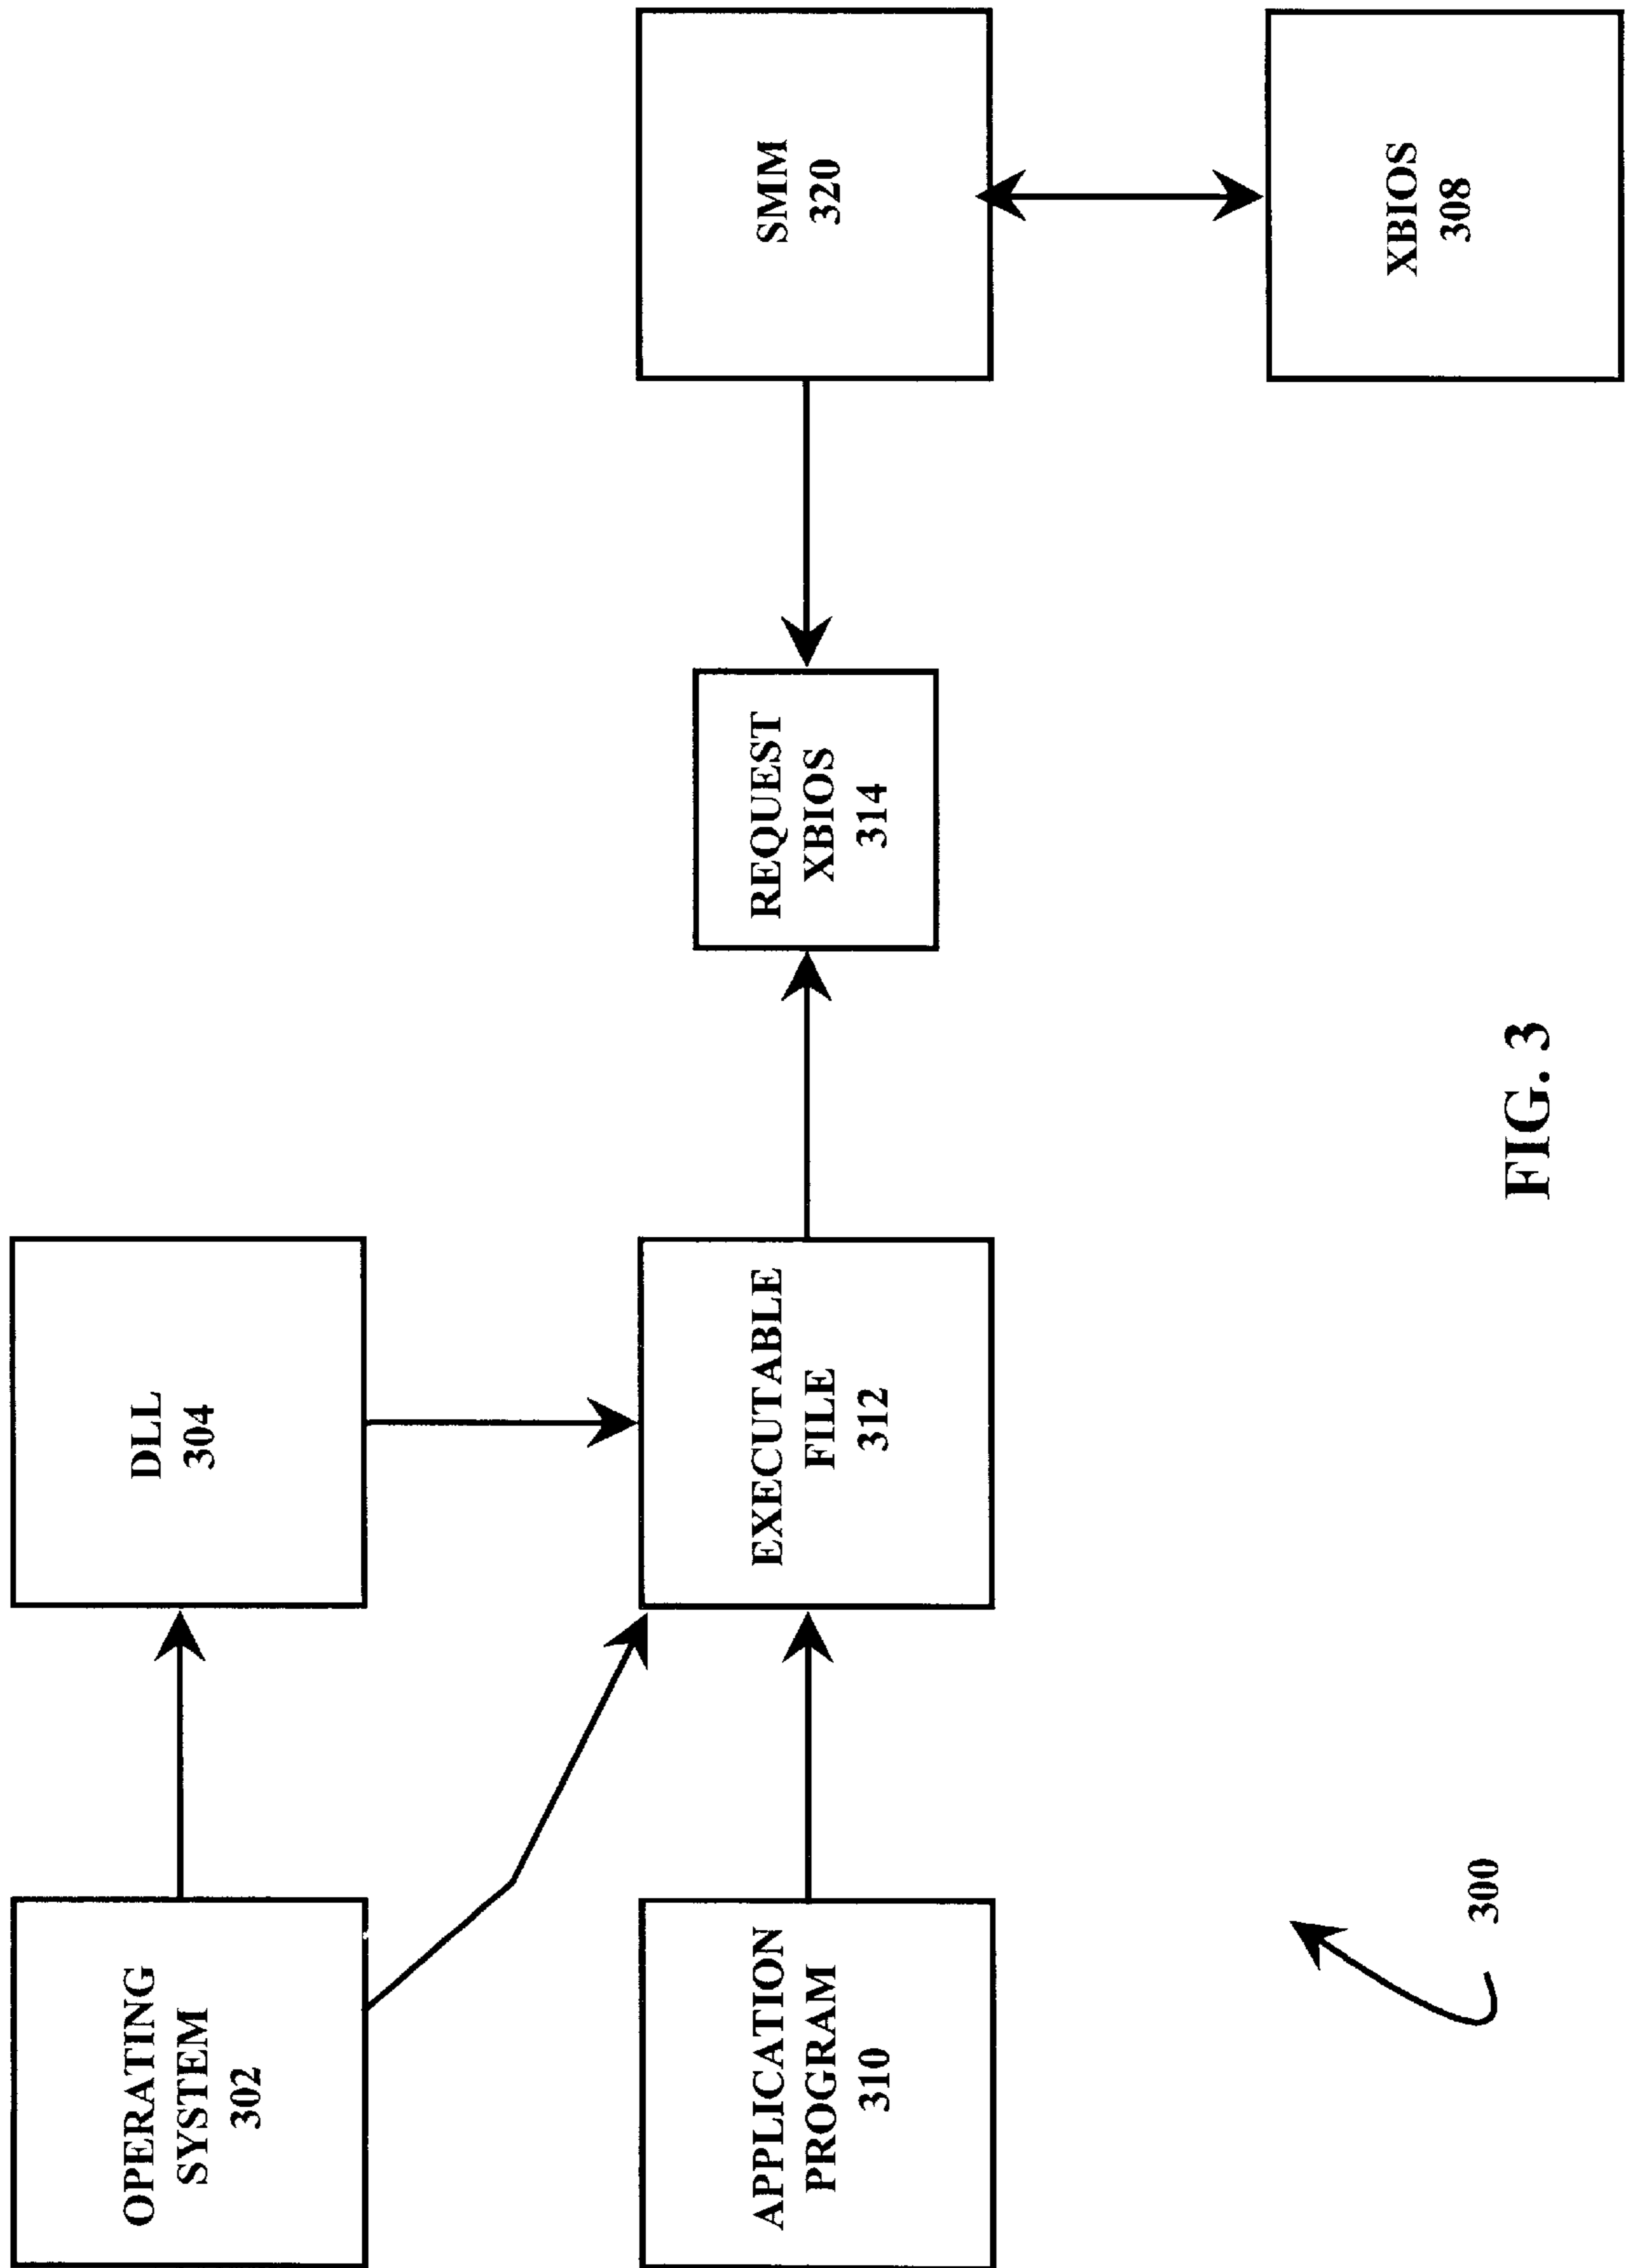 OPERATING
SYSTEM
302
DLL
304
APPLICATION
PROGRAM
310
EXECUTABLE
FILE
312
REQUEST
XBIOS
314
SMM
320
XBIOS
308
300
FIG. 3